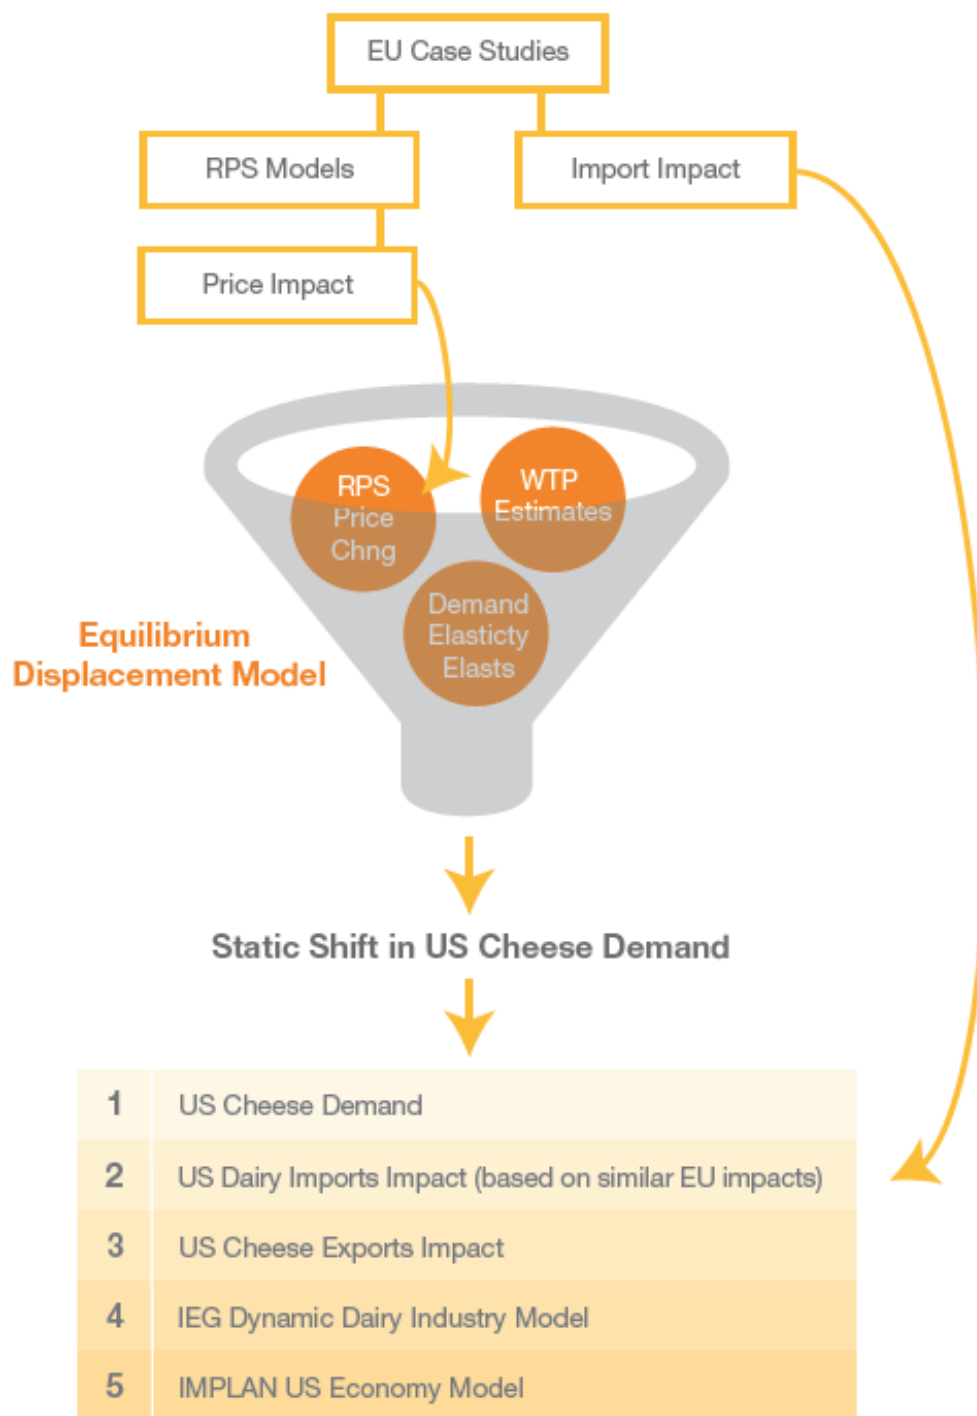 EU Case Studies
RPS Models
Import Impact
Price Impact
RPS
Price
Chng
WTP
Estimates
Demand
Elasticty
Elasts
Equilibrium
Displacement Model
Static Shift in US Cheese Demand
1 US Cheese Demand
2 US Dairy Imports Impact (based on similar EU impacts)
3 US Cheese Exports Impact
4 IEG Dynamic Dairy Industry Model
5 IMPLAN US Economy Model